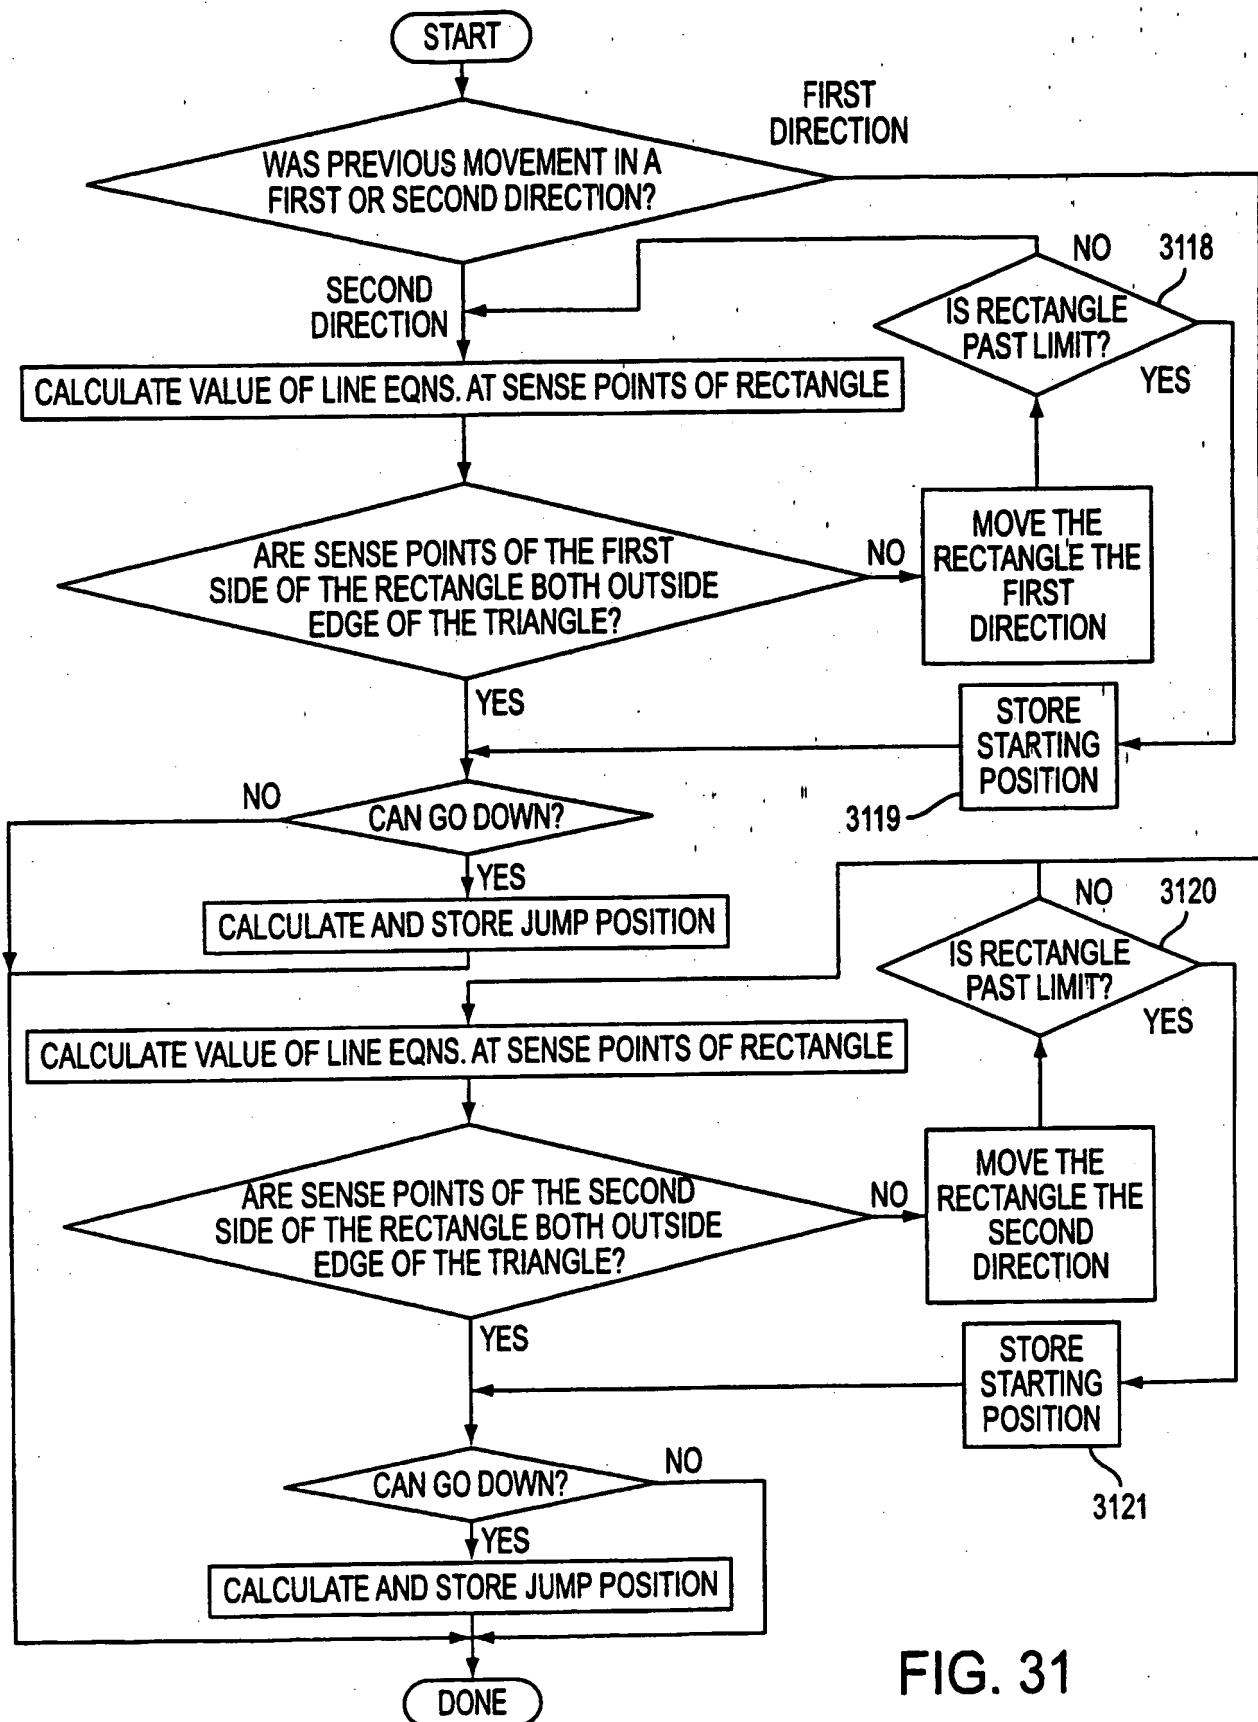 START
FIRST
DIRECTION
WAS PREVIOUS MOVEMENT IN A
FIRST OR SECOND DIRECTION?
NO
3118
SECOND
DIRECTION
IS RECTANGLE
PAST LIMIT?
YES
CALCULATE VALUE OF LINE EQNS. AT SENSE POINTS OF RECTANGLE
ARE SENSE POINTS OF THE FIRST
SIDE OF THE RECTANGLE BOTH OUTSIDE
EDGE OF THE TRIANGLE?
NO
MOVE THE
RECTANGLE THE
FIRST
DIRECTION
YES
STORE
STARTING
POSITION
3119
NO
CAN GO DOWN?
YES
CALCULATE AND STORE JUMP POSITION
NO
3120
IS RECTANGLE
PAST LIMIT?
YES
CALCULATE VALUE OF LINE EQNS. AT SENSE POINTS OF RECTANGLE
ARE SENSE POINTS OF THE SECOND
SIDE OF THE RECTANGLE BOTH OUTSIDE
EDGE OF THE TRIANGLE?
NO
MOVE THE
RECTANGLE THE
SECOND
DIRECTION
YES
STORE
STARTING
POSITION
3121
CAN GO DOWN?
NO
YES
CALCULATE AND STORE JUMP POSITION
DONE
FIG. 31